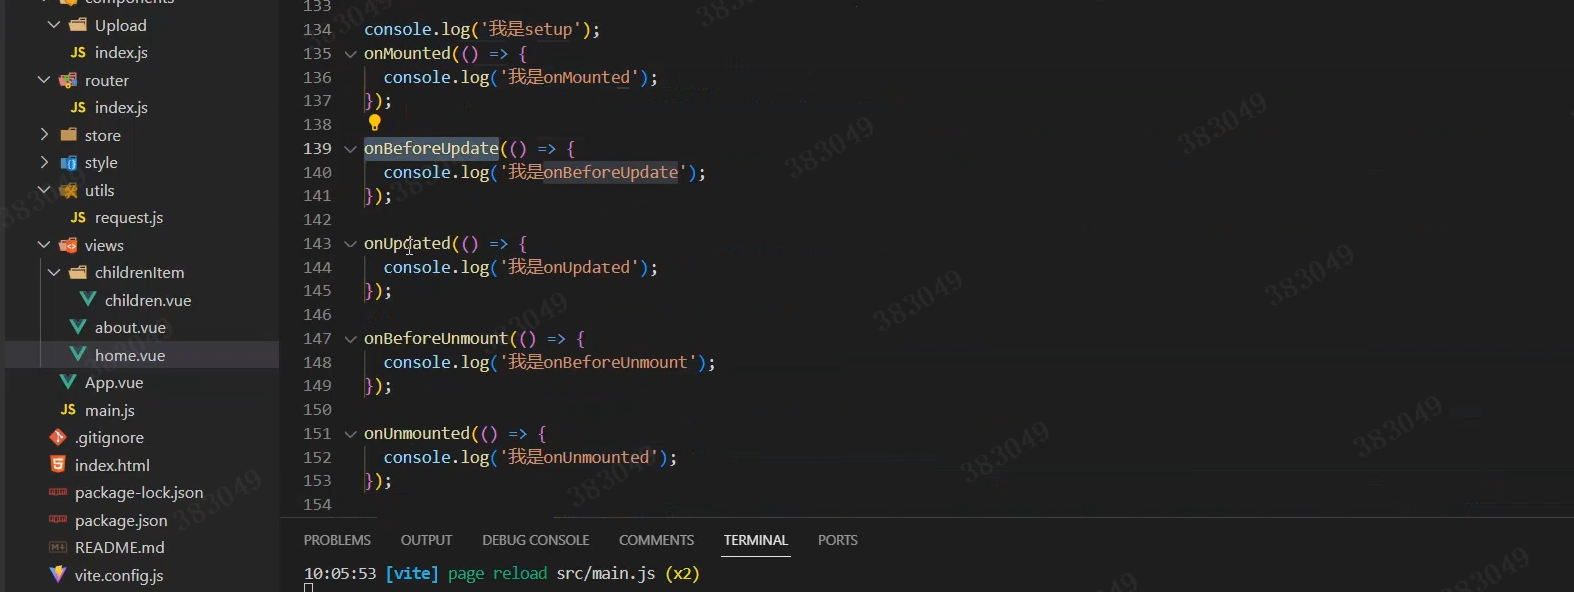 components
Upload
JS index.js
router
JS index.js
store
style
utils
JS request.js
views
childrenItem
children.vue
about.vue
home.vue
App.vue
JS main.js
.gitignore
index.html
package-lock.json
package.json
README.md
vite.config.js
133
134 console.log('我是setup');
135 onMounted(() => {
136 console.log('我是onMounted');
137 });
138
139 onBeforeUpdate(() => {
140 console.log('我是onBeforeUpdate');
141 });
142
143 onUpdated(() => {
144 console.log('我是onUpdated');
145 });
146
147 onBeforeUnmount(() => {
148 console.log('我是onBeforeUnmount');
149 });
150
151 onUnmounted(() => {
152 console.log('我是onUnmounted');
153 });
154
PROBLEMS OUTPUT DEBUG CONSOLE COMMENTS TERMINAL PORTS
10:05:53 [vite] page reload src/main.js (x2)
383049